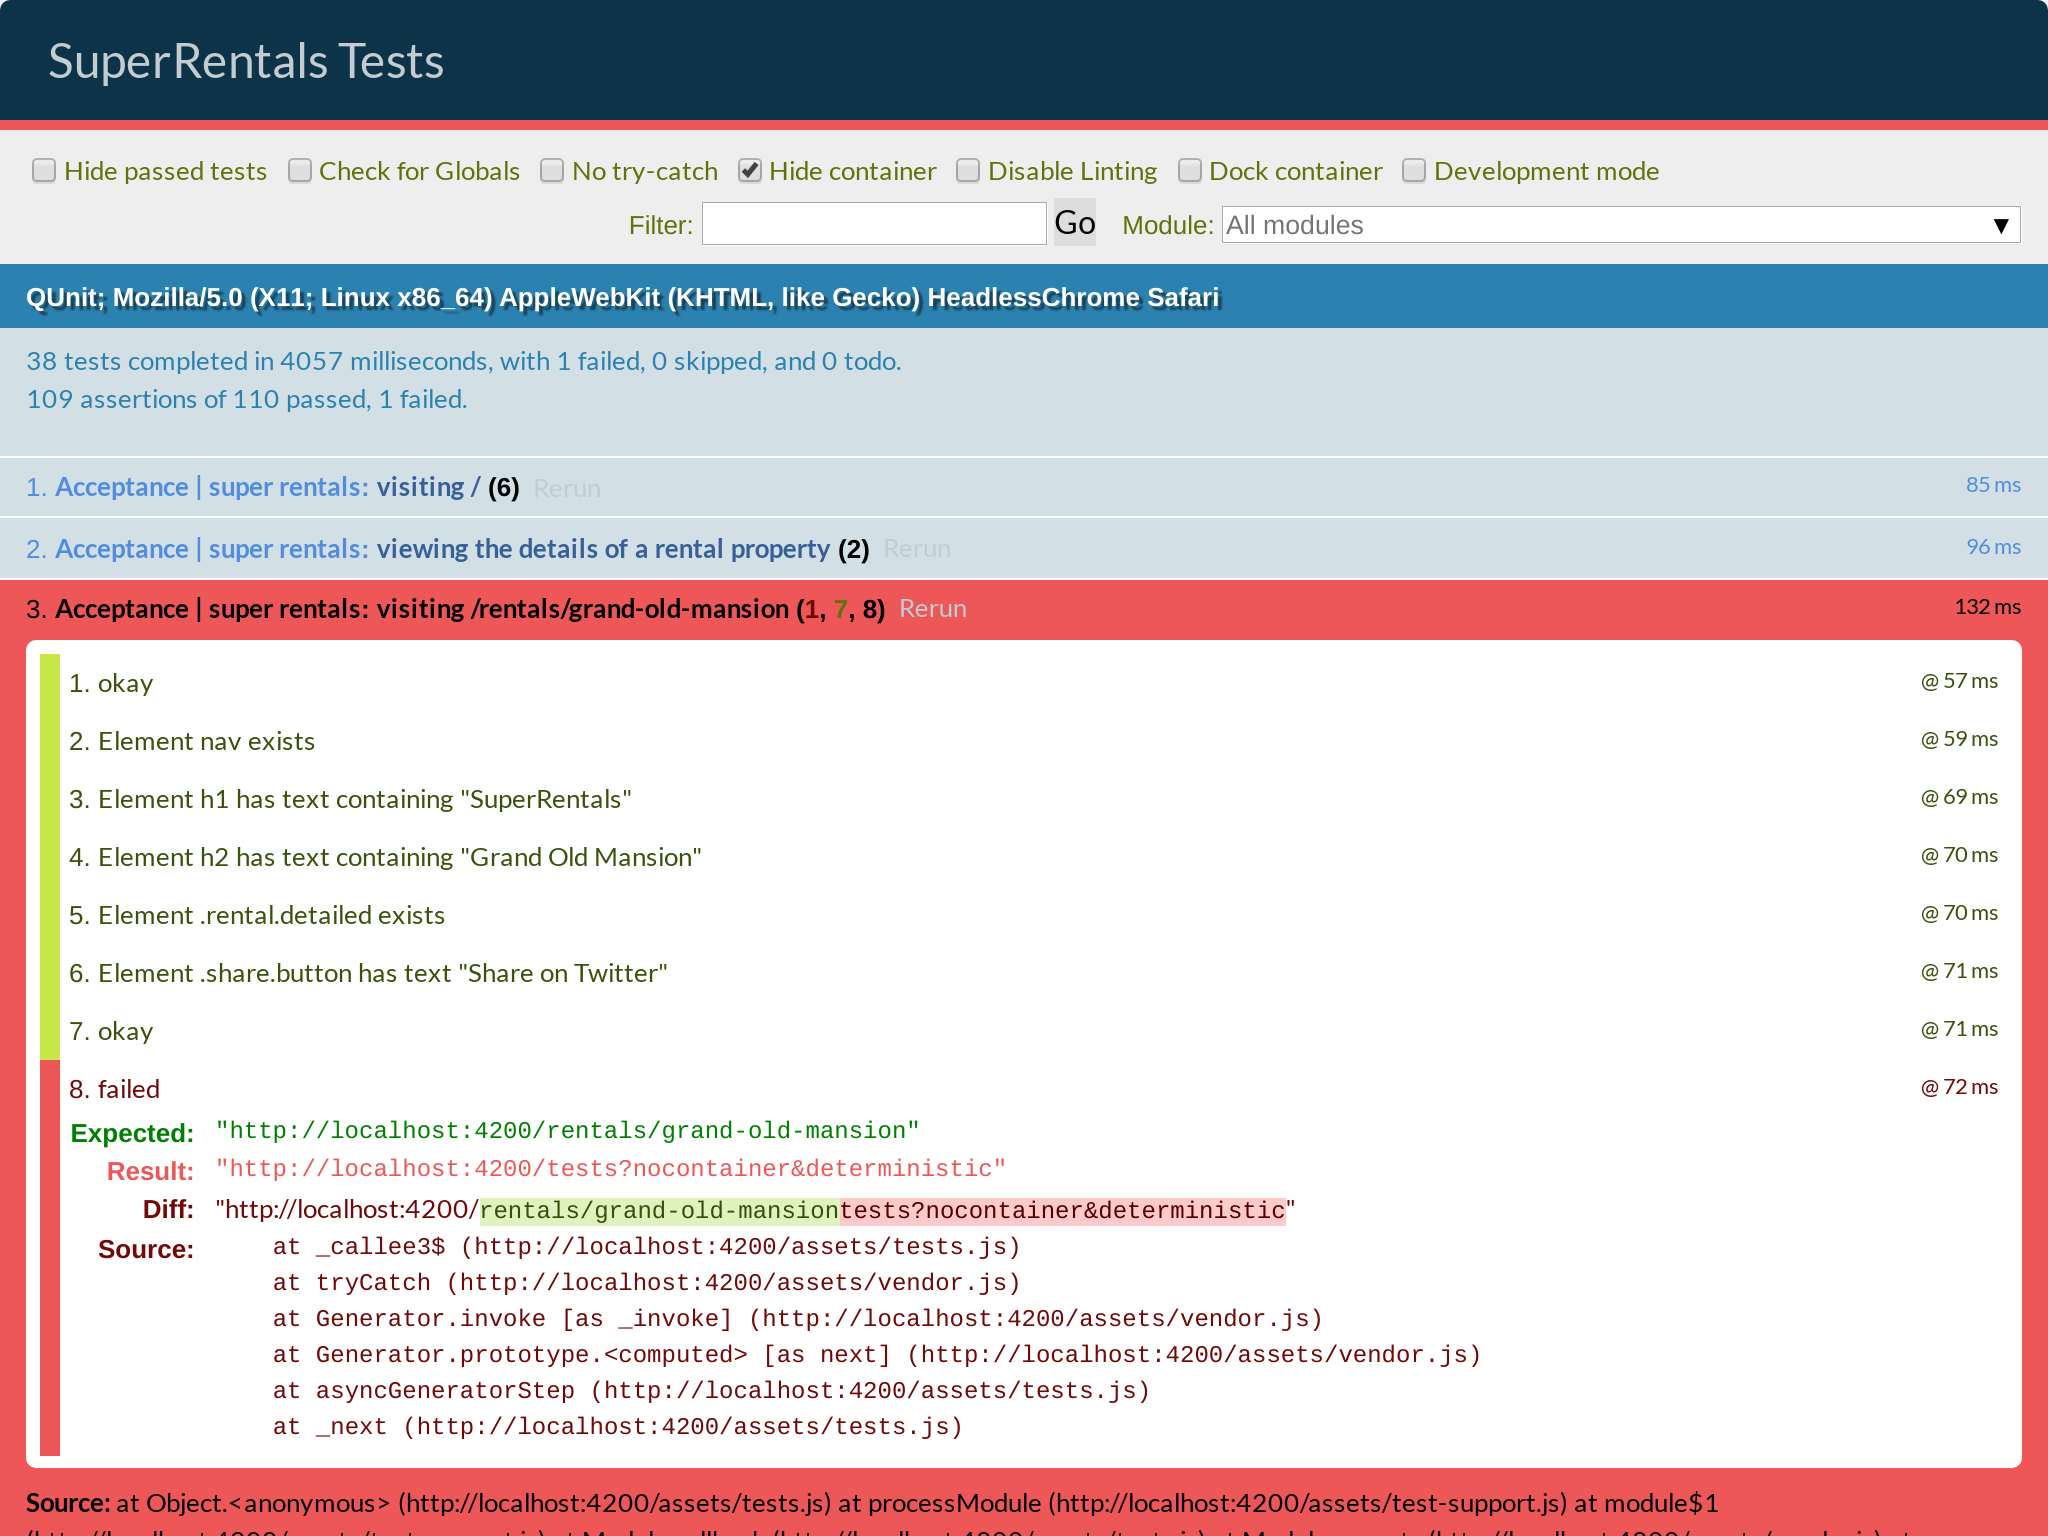 SuperRentals Tests
Hide passed tests Check for Globals No try-catch Hide container Disable Linting Dock container Development mode
Filter: Go Module: All modules ▼
QUnit; Mozilla/5.0 (X11; Linux x86_64) AppleWebKit (KHTML, like Gecko) HeadlessChrome Safari
38 tests completed in 4057 milliseconds, with 1 failed, 0 skipped, and 0 todo.
109 assertions of 110 passed, 1 failed.
1. Acceptance | super rentals: visiting / (6) Rerun 85 ms
2. Acceptance | super rentals: viewing the details of a rental property (2) Rerun 96 ms
3. Acceptance | super rentals: visiting /rentals/grand-old-mansion (1, 7, 8) Rerun 132 ms
1. okay @ 57 ms
2. Element nav exists @ 59 ms
3. Element h1 has text containing "SuperRentals" @ 69 ms
4. Element h2 has text containing "Grand Old Mansion" @ 70 ms
5. Element .rental.detailed exists @ 70 ms
6. Element .share.button has text "Share on Twitter" @ 71 ms
7. okay @ 71 ms
8. failed @ 72 ms
Expected: "http://localhost:4200/rentals/grand-old-mansion"
Result: "http://localhost:4200/tests?nocontainer&deterministic"
Diff: "http://localhost:4200/rentals/grand-old-mansiontests?nocontainer&deterministic"
Source: at _callee3$ (http://localhost:4200/assets/tests.js)
at tryCatch (http://localhost:4200/assets/vendor.js)
at Generator.invoke [as _invoke] (http://localhost:4200/assets/vendor.js)
at Generator.prototype.<computed> [as next] (http://localhost:4200/assets/vendor.js)
at asyncGeneratorStep (http://localhost:4200/assets/tests.js)
at _next (http://localhost:4200/assets/tests.js)
Source: at Object.<anonymous> (http://localhost:4200/assets/tests.js) at processModule (http://localhost:4200/assets/test-support.js) at module$1